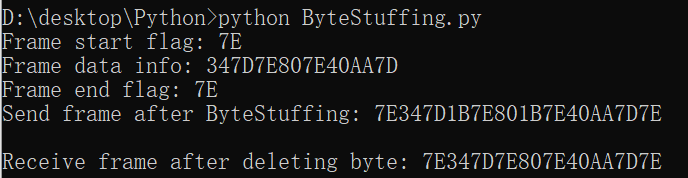 D:\desktop\Python>python ByteStuffing.py
Frame start flag: 7E
Frame data info: 347D7E807E40AA7D
Frame end flag: 7E
Send frame after ByteStuffing: 7E347D1B7E801B7E40AA7D7E
Receive frame after deleting byte: 7E347D7E807E40AA7D7E